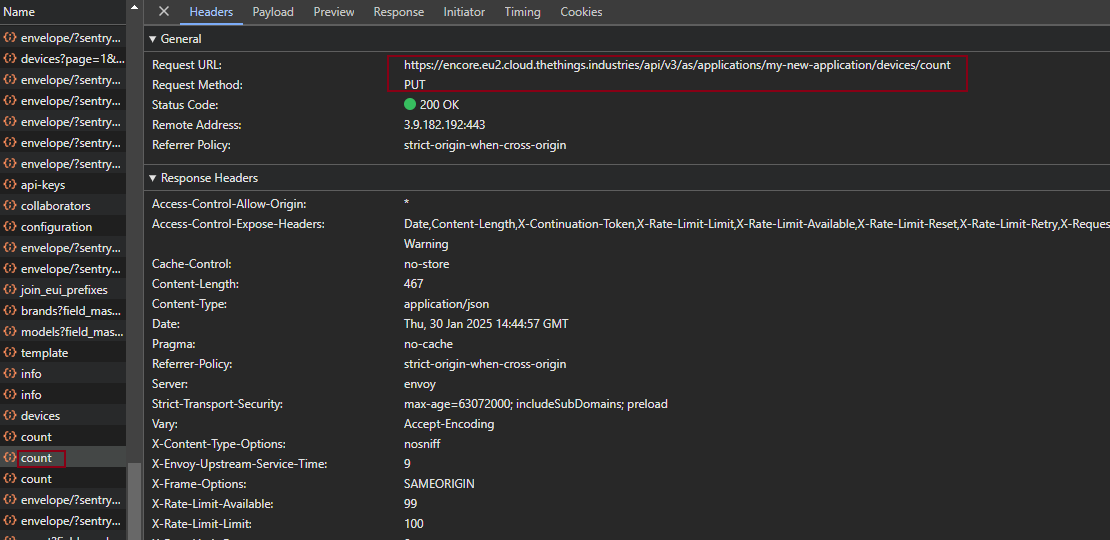 Name
envelope/?sentry...
devices?page=1&...
envelope/?sentry...
envelope/?sentry...
envelope/?sentry...
envelope/?sentry...
envelope/?sentry...
api-keys
collaborators
configuration
envelope/?sentry...
envelope/?sentry...
join_eui_prefixes
brands?field_mas...
models?field_mas...
template
info
info
devices
count
count
count
envelope/?sentry...
envelope/?sentry...
Headers Payload Preview Response Initiator Timing Cookies
General
Request URL: https://encore.eu2.cloud.thethings.industries/api/v3/as/applications/my-new-application/devices/count
Request Method: PUT
Status Code: 200 OK
Remote Address: 3.9.182.192:443
Referrer Policy: strict-origin-when-cross-origin
Response Headers
Access-Control-Allow-Origin: *
Access-Control-Expose-Headers: Date,Content-Length,X-Continuation-Token,X-Rate-Limit-Limit,X-Rate-Limit-Available,X-Rate-Limit-Reset,X-Rate-Limit-Retry,X-Reques
Warning
Cache-Control: no-store
Content-Length: 467
Content-Type: application/json
Date: Thu, 30 Jan 2025 14:44:57 GMT
Pragma: no-cache
Referrer-Policy: strict-origin-when-cross-origin
Server: envoy
Strict-Transport-Security: max-age=63072000; includeSubDomains; preload
Vary: Accept-Encoding
X-Content-Type-Options: nosniff
X-Envoy-Upstream-Service-Time: 9
X-Frame-Options: SAMEORIGIN
X-Rate-Limit-Available: 99
X-Rate-Limit-Limit: 100